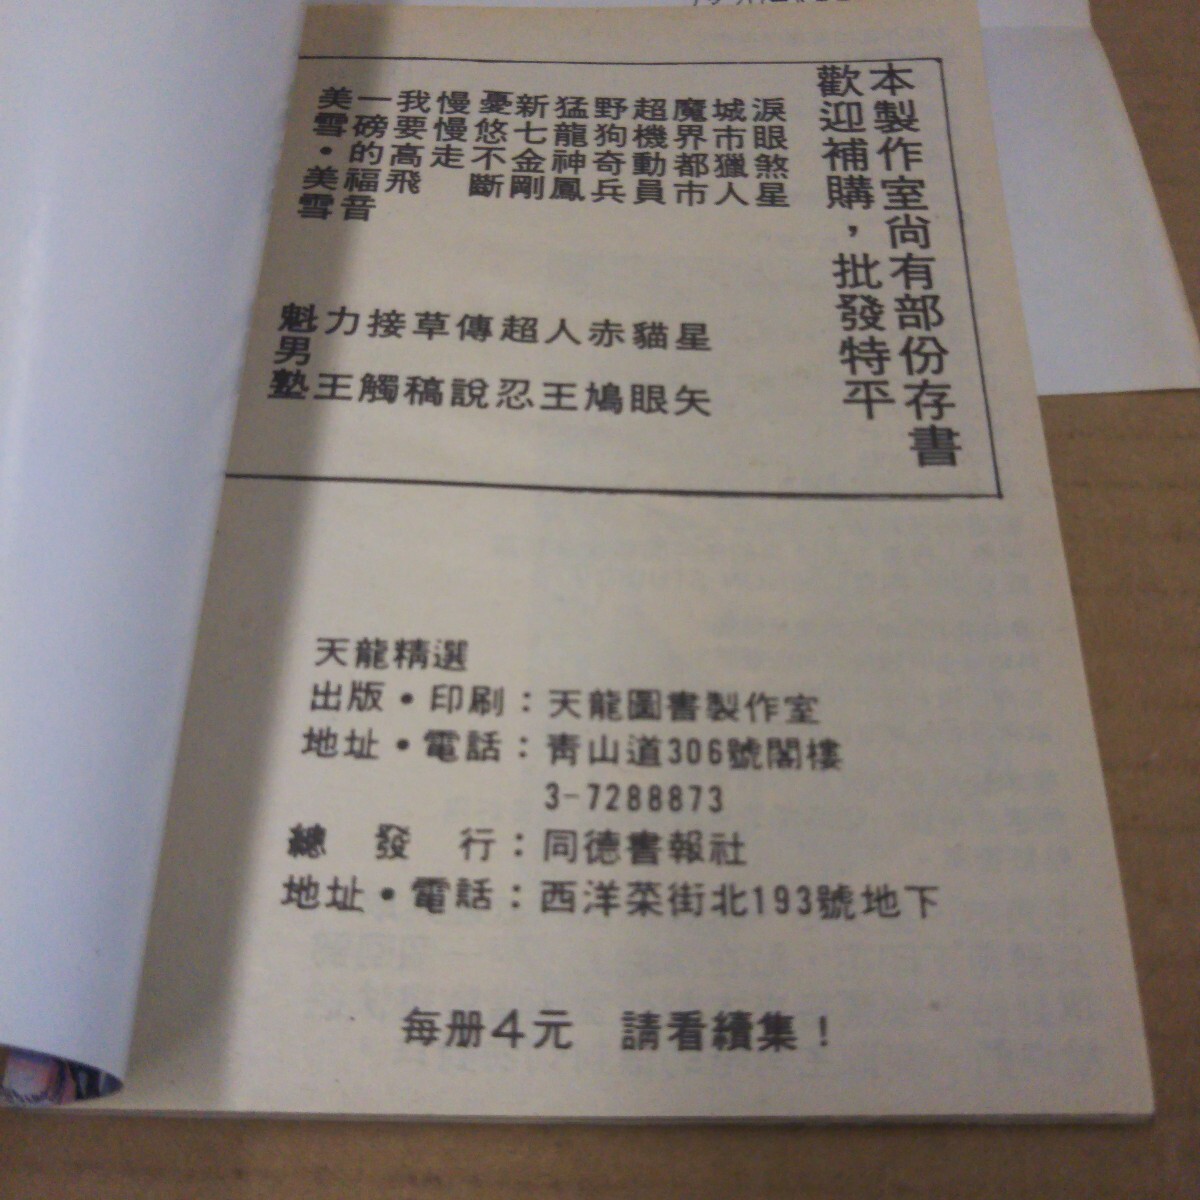 本製作室尚有部份存書
歡迎補購，批發特平
淚眼煞星
城市獵人
魔界都市
超機動員
野狗奇兵
猛龍神鳳
新七金剛
憂悠不斷
慢慢走
我要高飛
一磅的福音
美雪・美雪
星矢
貓眼
赤鳩
人王
超忍
傳說
草稿
接觸
力王
魁男塾
天龍精選
出版・印刷：天龍圖書製作室
地址・電話：青山道306號閣樓
3-7288873
總發行：同德書報社
地址・電話：西洋菜街北193號地下
每册4元 請看續集！